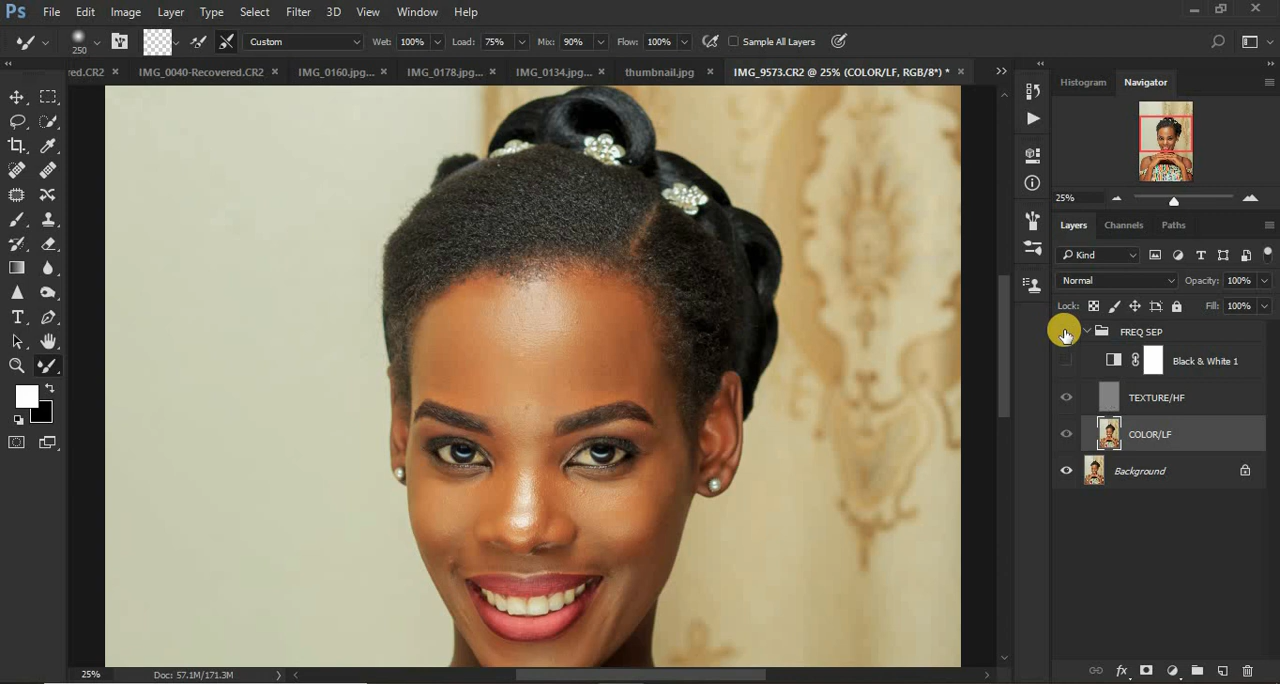 Ps File Edit Image Layer Type Select Filter 3D View Window Help
250 Custom Wet: 100% Load: 75% Mix: 90% Flow: 100% Sample All Layers
red.CR2 × IMG_0040-Recovered.CR2 × IMG_0160.jpg... × IMG_0178.jpg... × IMG_0134.jpg... × thumbnail.jpg × IMG_9573.CR2 @ 25% (COLOR/LF, RGB/8*) * ×
Histogram Navigator
25%
Layers Channels Paths
Kind
Normal Opacity: 100%
Lock: Fill: 100%
FREQ SEP
Black & White 1
TEXTURE/HF
COLOR/LF
Background
25% Doc: 57.1M/171.3M